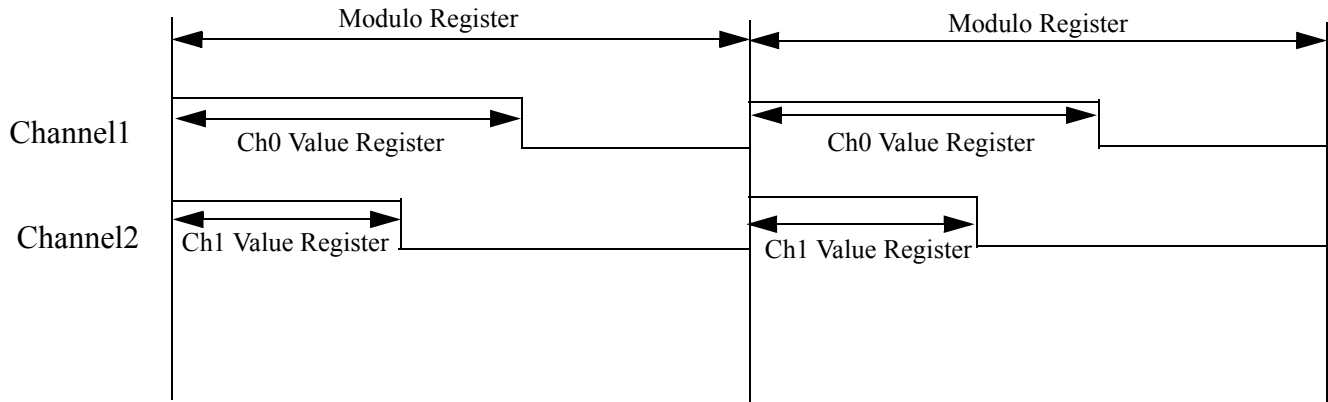 Modulo Register
Modulo Register
Channel1
Ch0 Value Register
Ch0 Value Register
Channel2
Ch1 Value Register
Ch1 Value Register